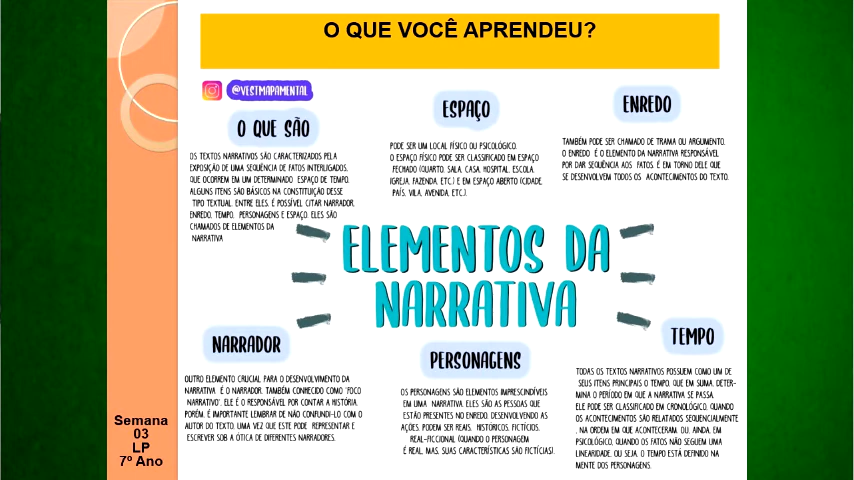 O QUE VOCÊ APRENDEU?
@VESTMAPAMENTAL
O QUE SÃO
OS TEXTOS NARRATIVOS SÃO CARACTERIZADOS PELA
EXPOSIÇÃO DE UMA SEQUÊNCIA DE FATOS INTERLIGADOS,
QUE OCORREM EM UM DETERMINADO ESPAÇO DE TEMPO.
ALGUNS ITENS SÃO BÁSICOS NA CONSTITUIÇÃO DESSE
TIPO TEXTUAL. ENTRE ELES, É POSSÍVEL CITAR NARRADOR,
ENREDO, TEMPO, PERSONAGENS E ESPAÇO. ELES SÃO
CHAMADOS DE ELEMENTOS DA
NARRATIVA
ESPAÇO
PODE SER UM LOCAL FÍSICO OU PSICOLÓGICO.
O ESPAÇO FÍSICO PODE SER CLASSIFICADO EM ESPAÇO
FECHADO (QUARTO, SALA, CASA, HOSPITAL, ESCOLA,
IGREJA, FAZENDA, ETC.) E EM ESPAÇO ABERTO (CIDADE,
PAÍS, VILA, AVENIDA, ETC.).
ENREDO
TAMBÉM PODE SER CHAMADO DE TRAMA OU ARGUMENTO,
O ENREDO É O ELEMENTO DA NARRATIVA RESPONSÁVEL
POR DAR SEQUÊNCIA AOS FATOS. É EM TORNO DELE QUE
SE DESENVOLVEM TODOS OS ACONTECIMENTOS DO TEXTO.
ELEMENTOS DA
NARRATIVA
NARRADOR
OUTRO ELEMENTO CRUCIAL PARA O DESENVOLVIMENTO DA
NARRATIVA É O NARRADOR. TAMBÉM CONHECIDO COMO "FOCO
NARRATIVO", ELE É O RESPONSÁVEL POR CONTAR A HISTÓRIA.
PORÉM, É IMPORTANTE LEMBRAR DE NÃO CONFUNDI-LO COM O
AUTOR DO TEXTO, UMA VEZ QUE ESTE PODE REPRESENTAR E
ESCREVER SOB A ÓTICA DE DIFERENTES NARRADORES.
PERSONAGENS
OS PERSONAGENS SÃO ELEMENTOS IMPRESCINDÍVEIS
EM UMA NARRATIVA. ELES SÃO AS PESSOAS QUE
ESTÃO PRESENTES NO ENREDO, DESENVOLVENDO AS
AÇÕES. PODEM SER REAIS, HISTÓRICOS, FICTÍCIOS,
REAL-FICCIONAL (QUANDO O PERSONAGEM
É REAL, MAS, SUAS CARACTERÍSTICAS SÃO FICTÍCIAS).
TEMPO
TODAS OS TEXTOS NARRATIVOS POSSUEM COMO UM DE
SEUS ITENS PRINCIPAIS O TEMPO, QUE EM SUMA, DETER-
MINA O PERÍODO EM QUE A NARRATIVA SE PASSA.
ELE PODE SER CLASSIFICADO EM CRONOLÓGICO, QUANDO
OS ACONTECIMENTOS SÃO RELATADOS SEQUENCIALMENTE
, NA ORDEM EM QUE ACONTECERAM, OU, AINDA, EM
PSICOLÓGICO, QUANDO OS FATOS NÃO SEGUEM UMA
LINEARIDADE, OU SEJA, O TEMPO ESTÁ DEFINIDO NA
MENTE DOS PERSONAGENS.
Semana
03
LP
7º Ano